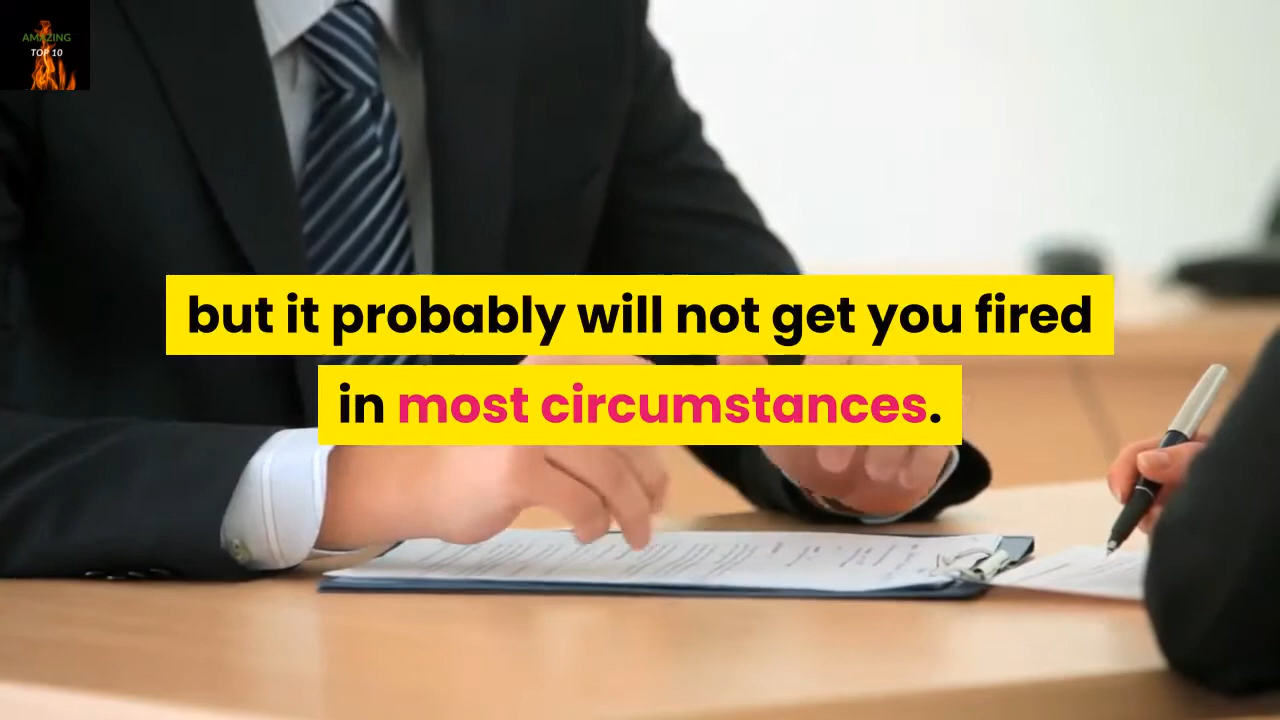 AMAZING
TOP 10
but it probably will not get you fired
in most circumstances.